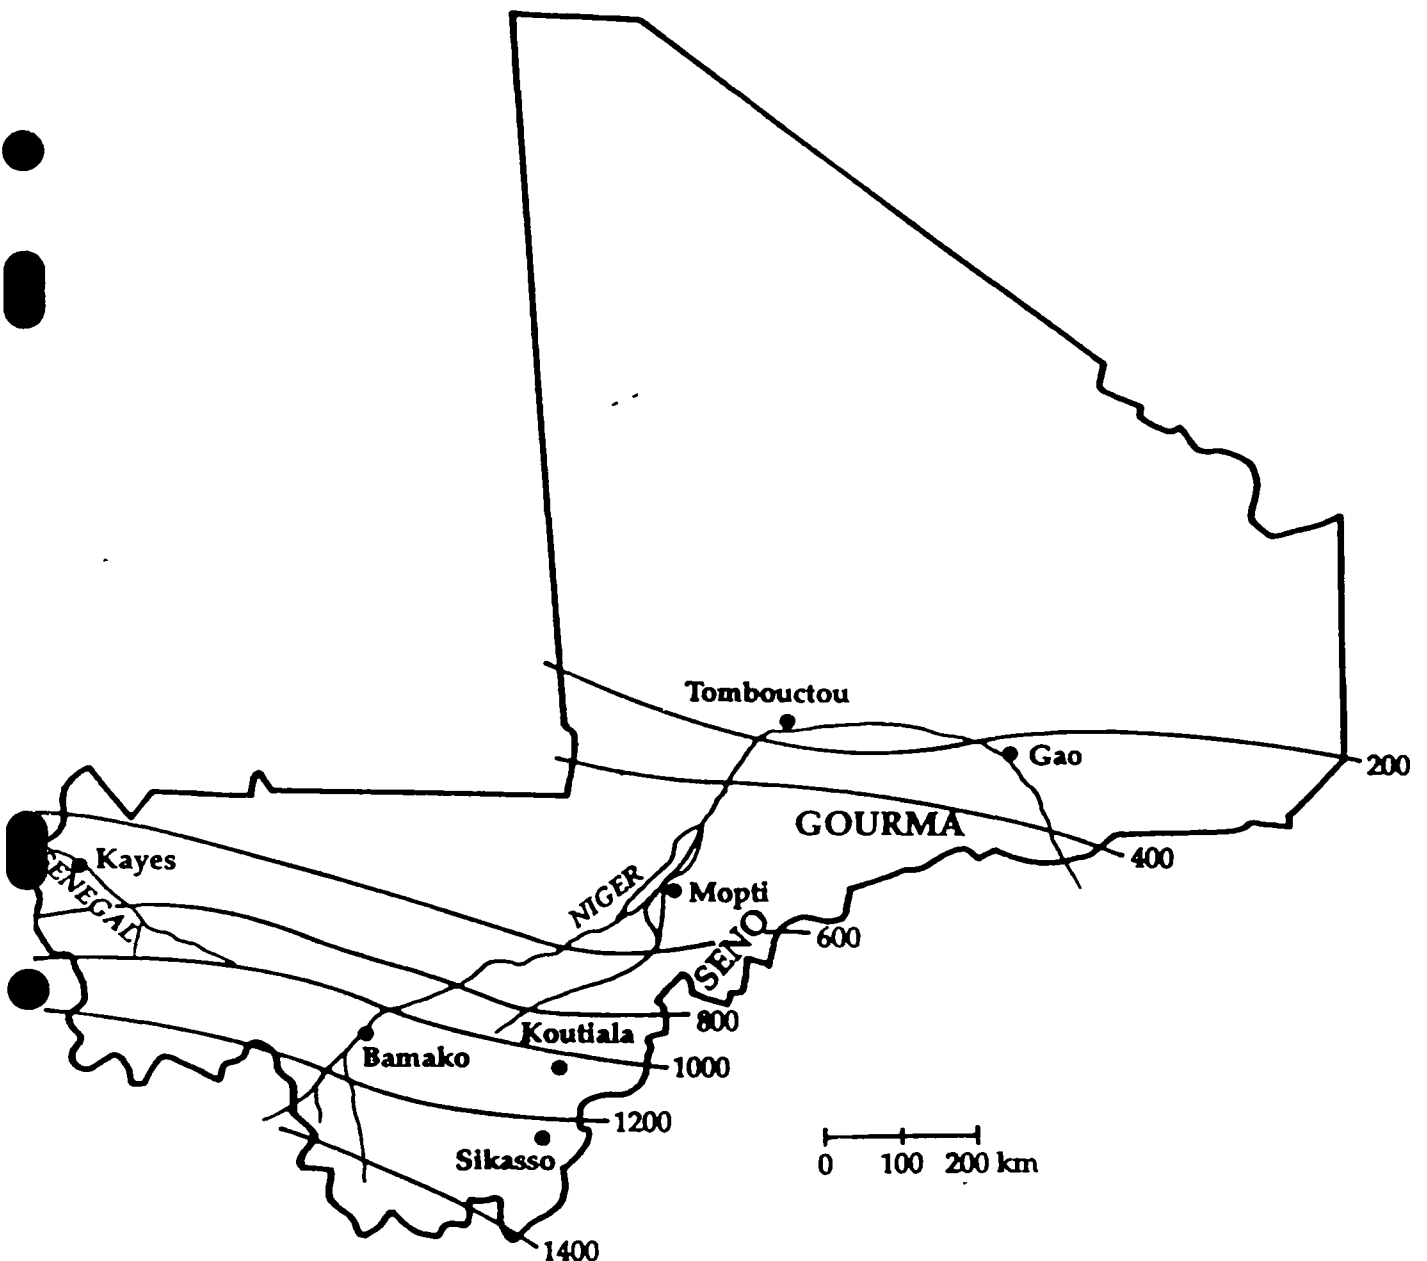 Tombouctou
Gao
200
GOURMA
400
Kayes
SENEGAL
NIGER
Mopti
SENO
600
800
Koutiala
Bamako
1000
1200
Sikasso
0 100 200 km
1400